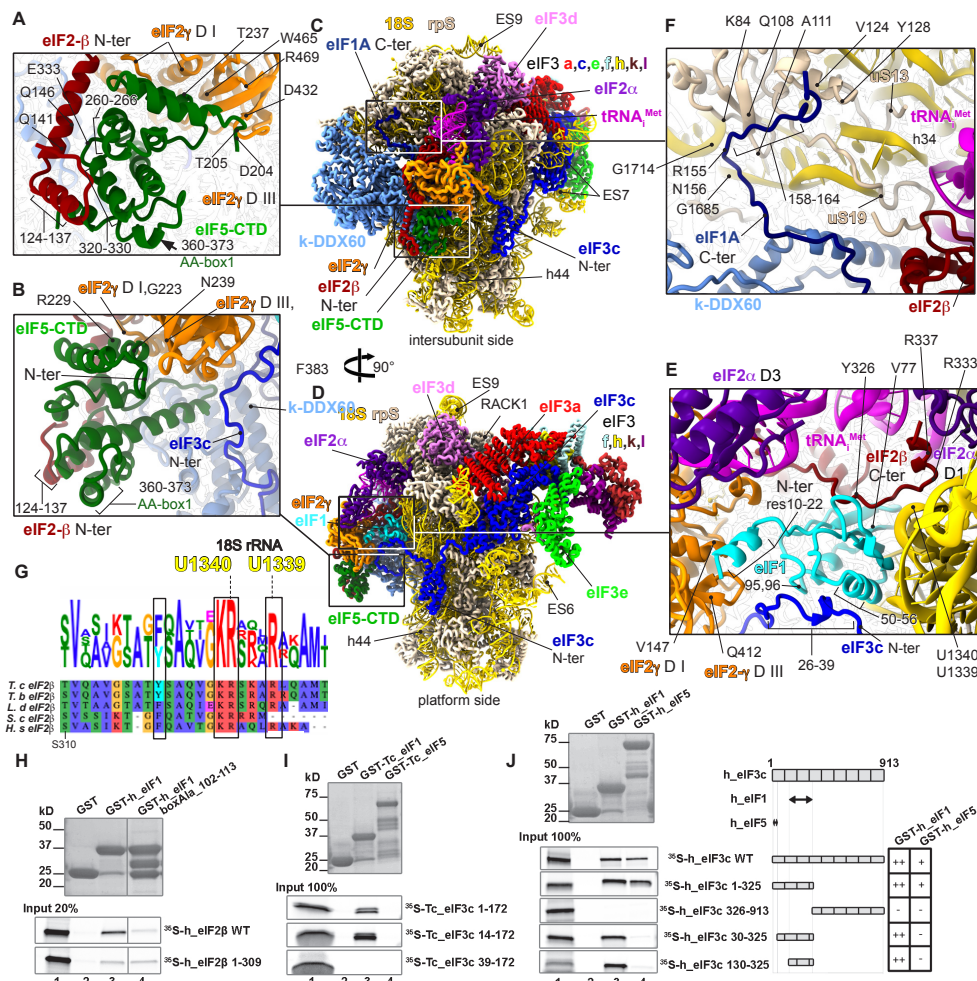 A
eIF2-β N-ter
eIF2γ D I
T237
W465
R469
E333
Q146
260-266
D432
Q141
T205
D204
eIF2γ D III
eIF5-CTD
124-137
320-330
360-373
AA-box1
B
eIF2γ D I,
G223
N239
R229
eIF2γ D III,
eIF5-CTD
N-ter
k-DDX60
eIF3c
N-ter
360-373
AA-box1
124-137
eIF2-β N-ter
C
18S rpS
ES9
eIF3d
eIF1A C-ter
eIF3 a,c,e,f,h,k,l
eIF2α
tRNAiMet
ES7
k-DDX60
eIF2γ
eIF2β
N-ter
eIF5-CTD
eIF3c
N-ter
h44
intersubunit side
F383
90°
D
18S rpS
ES9
eIF3d
RACK1
eIF3a
eIF3c
eIF3
f,h,k,l
eIF2α
eIF2γ
eIF1
eIF5-CTD
eIF3e
ES6
h44
eIF3c
N-ter
platform side
F
K84
Q108
A111
V124
Y128
uS13
tRNAiMet
h34
G1714
R155
N156
G1685
158-164
uS19
eIF1A
C-ter
k-DDX60
eIF2β
E
R337
Y326
V77
R333
eIF2α D3
tRNAiMet
eIF2β
C-ter
eIF2α
D1
N-ter
res10-22
eIF1
95,96
50-56
V147
Q412
26-39
eIF3c N-ter
eIF2γ D I
eIF2-γ D III
U1340
U1339
G
18S rRNA
U1340 U1339
T. c eIF2β STVQAVGSATYSAQVGKRSKARLQAMI
T. b eIF2β
L. d eIF2β
S. c eIF2β
H. s eIF2β
S310
H
GST
GST-h_eIF1
GST-h_eIF1
boxAla_102-113
kD
50
37
25
20
Input 20%
35S-h_eIF2β WT
35S-h_eIF2β 1-309
1 2 3 4
I
GST
GST-Tc_eIF1
GST-Tc_eIF5
kD
75
50
37
25
20
Input 100%
35S-Tc_eIF3c 1-172
35S-Tc_eIF3c 14-172
35S-Tc_eIF3c 39-172
1 2 3 4
J
GST
GST-h_eIF1
GST-h_eIF5
75
50
37
25
20
kD
Input 100%
35S-h_eIF3c WT
35S-h_eIF3c 1-325
35S-h_eIF3c 326-913
35S-h_eIF3c 30-325
35S-h_eIF3c 130-325
1 2 3 4
1 913
h_eIF3c
h_eIF1
h_eIF5
GST-h_eIF1
GST-h_eIF5
++ +
++ +
- -
++ -
++ -